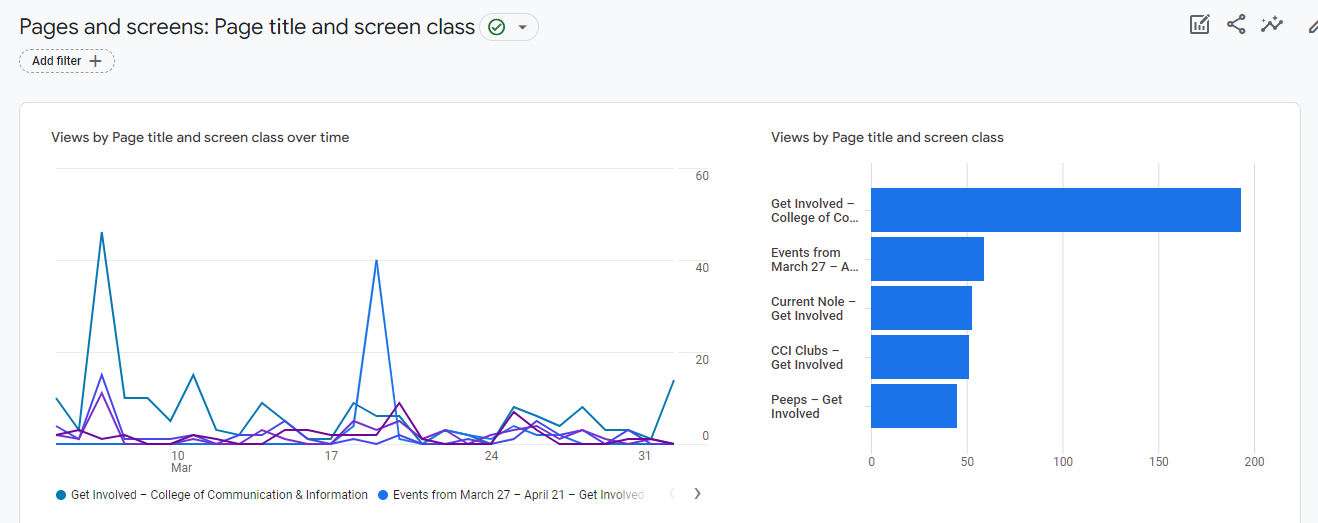 Pages and screens: Page title and screen class
Add filter +
Views by Page title and screen class over time
60
40
20
0
10
Mar
17
24
31
Get Involved – College of Communication & Information
Events from March 27 – April 21 – Get Involved
Views by Page title and screen class
Get Involved –
College of Co...
Events from
March 27 – A...
Current Nole –
Get Involved
CCI Clubs –
Get Involved
Peeps – Get
Involved
0
50
100
150
200